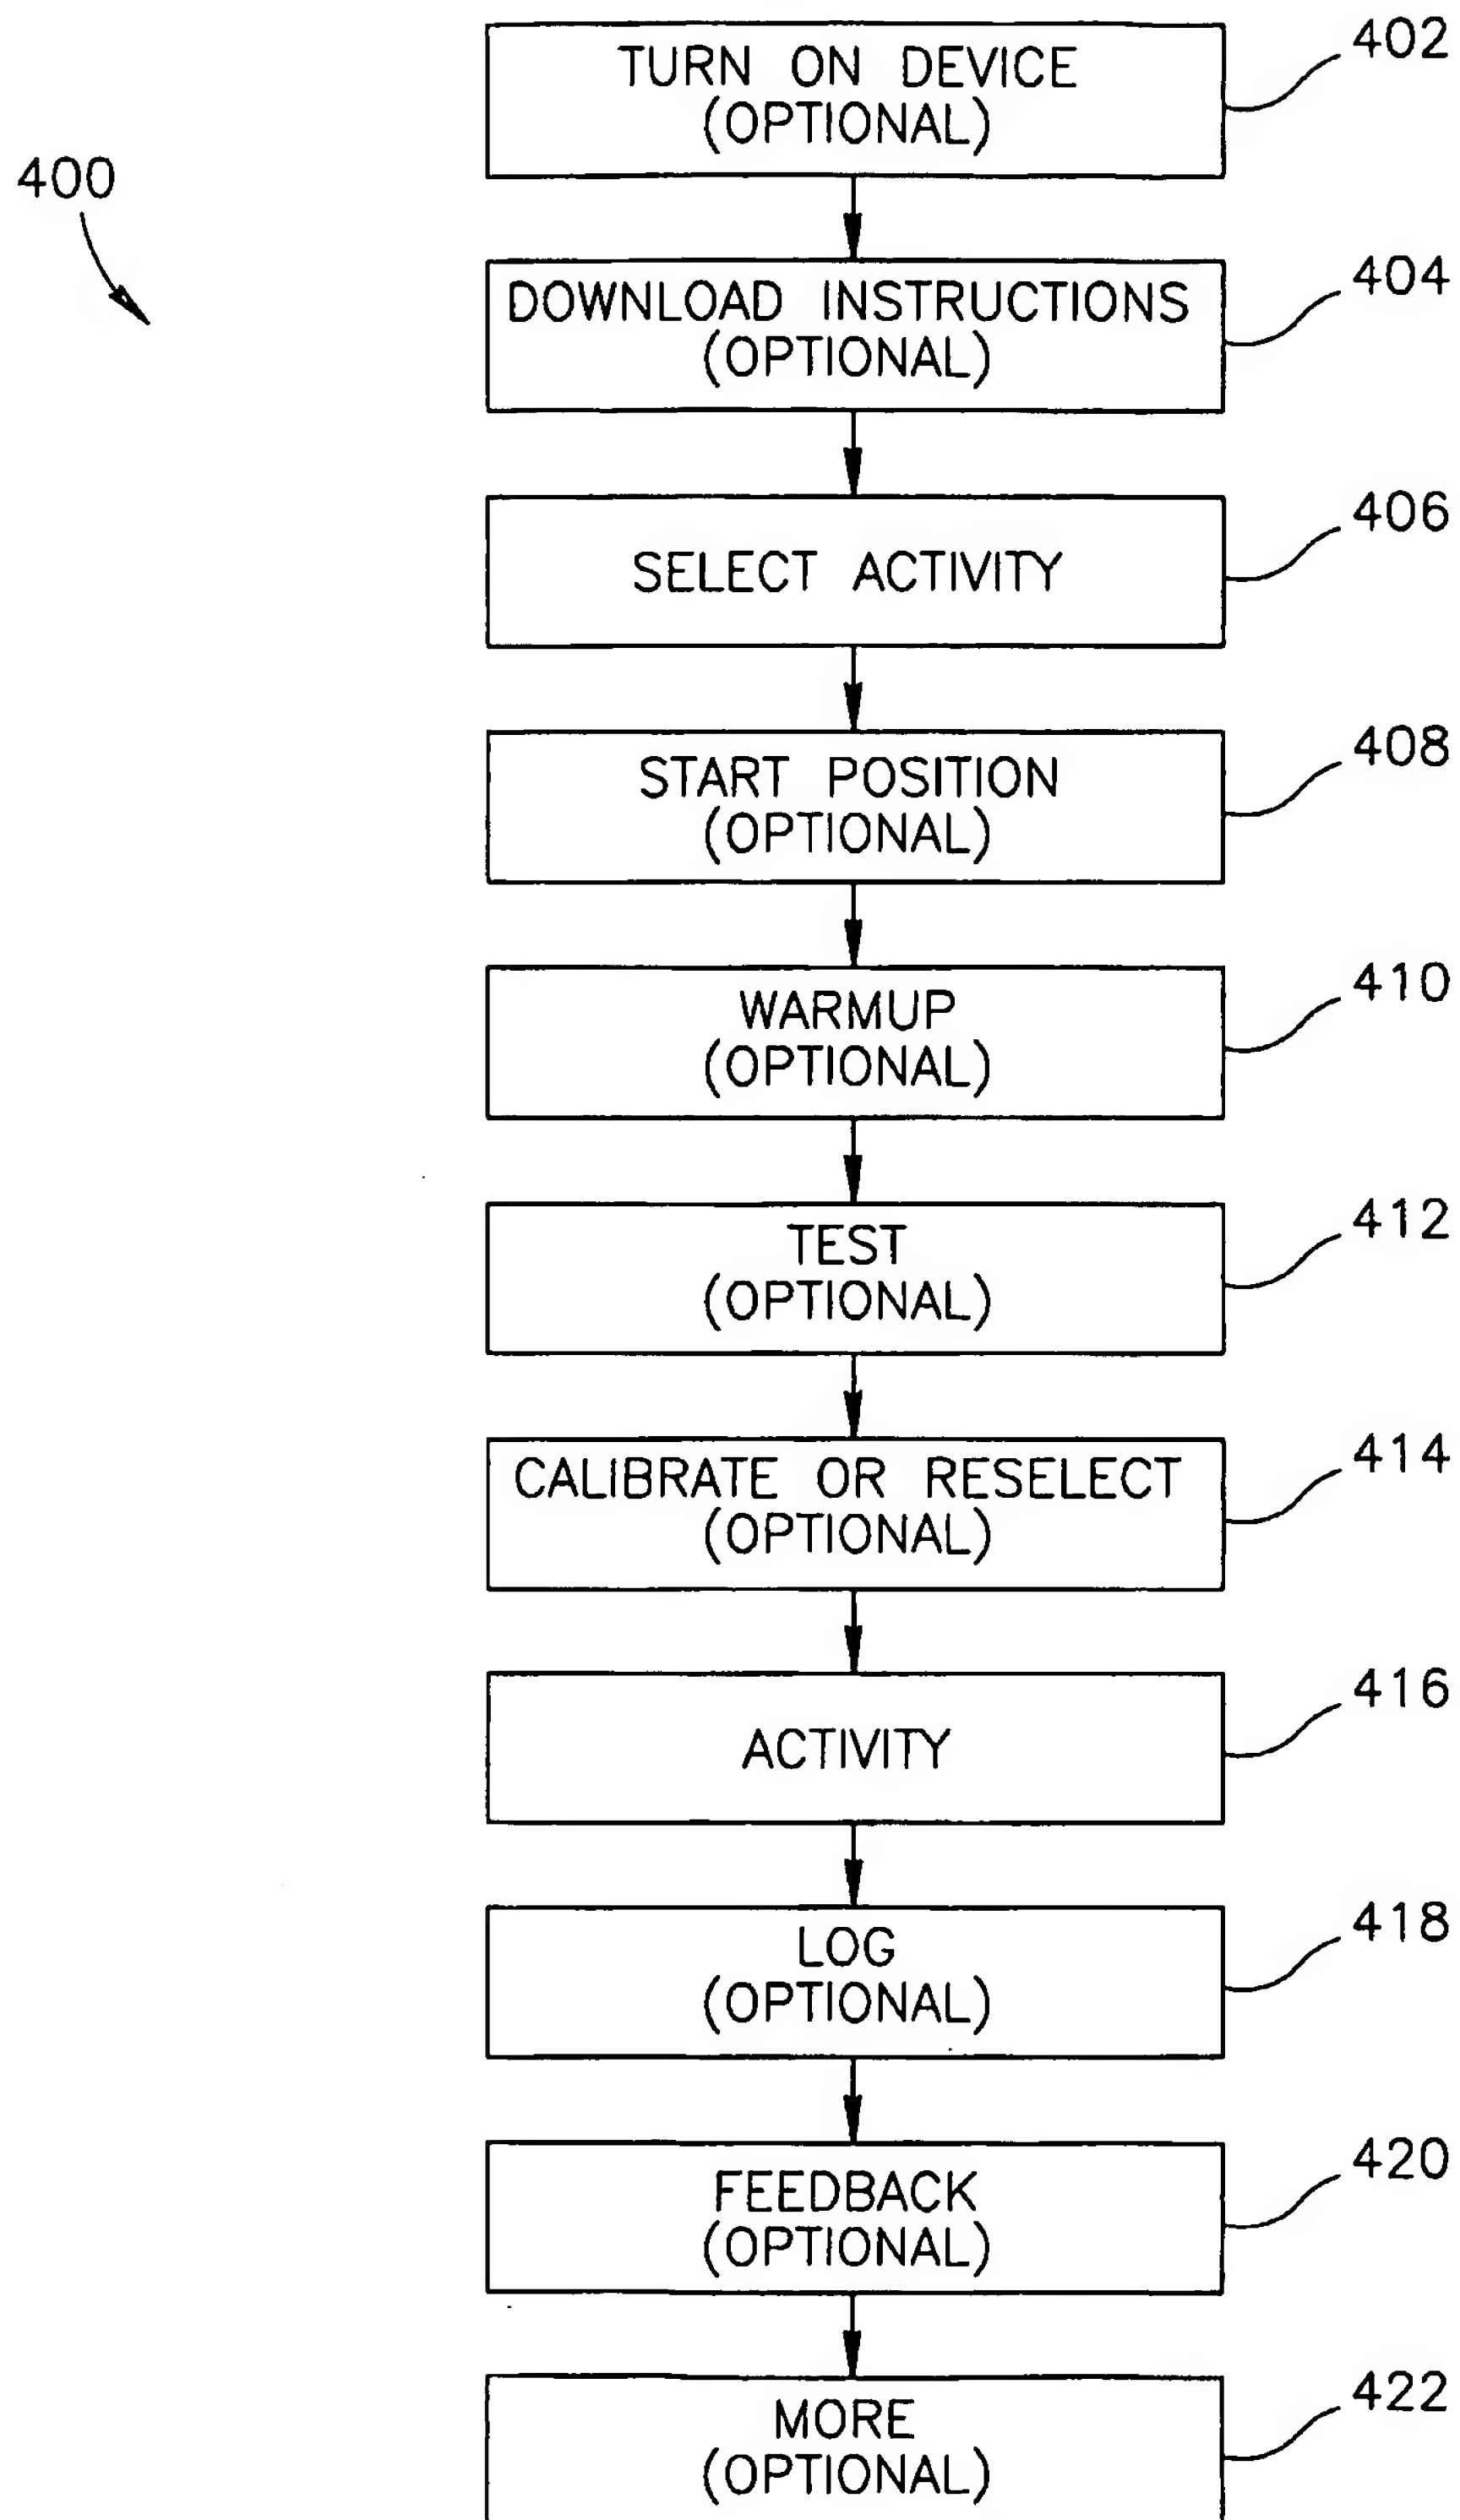 402
TURN ON DEVICE
(OPTIONAL)
400
404
DOWNLOAD INSTRUCTIONS
(OPTIONAL)
406
SELECT ACTIVITY
408
START POSITION
(OPTIONAL)
410
WARMUP
(OPTIONAL)
412
TEST
(OPTIONAL)
414
CALIBRATE OR RESELECT
(OPTIONAL)
416
ACTIVITY
418
LOG
(OPTIONAL)
420
FEEDBACK
(OPTIONAL)
422
MORE
(OPTIONAL)